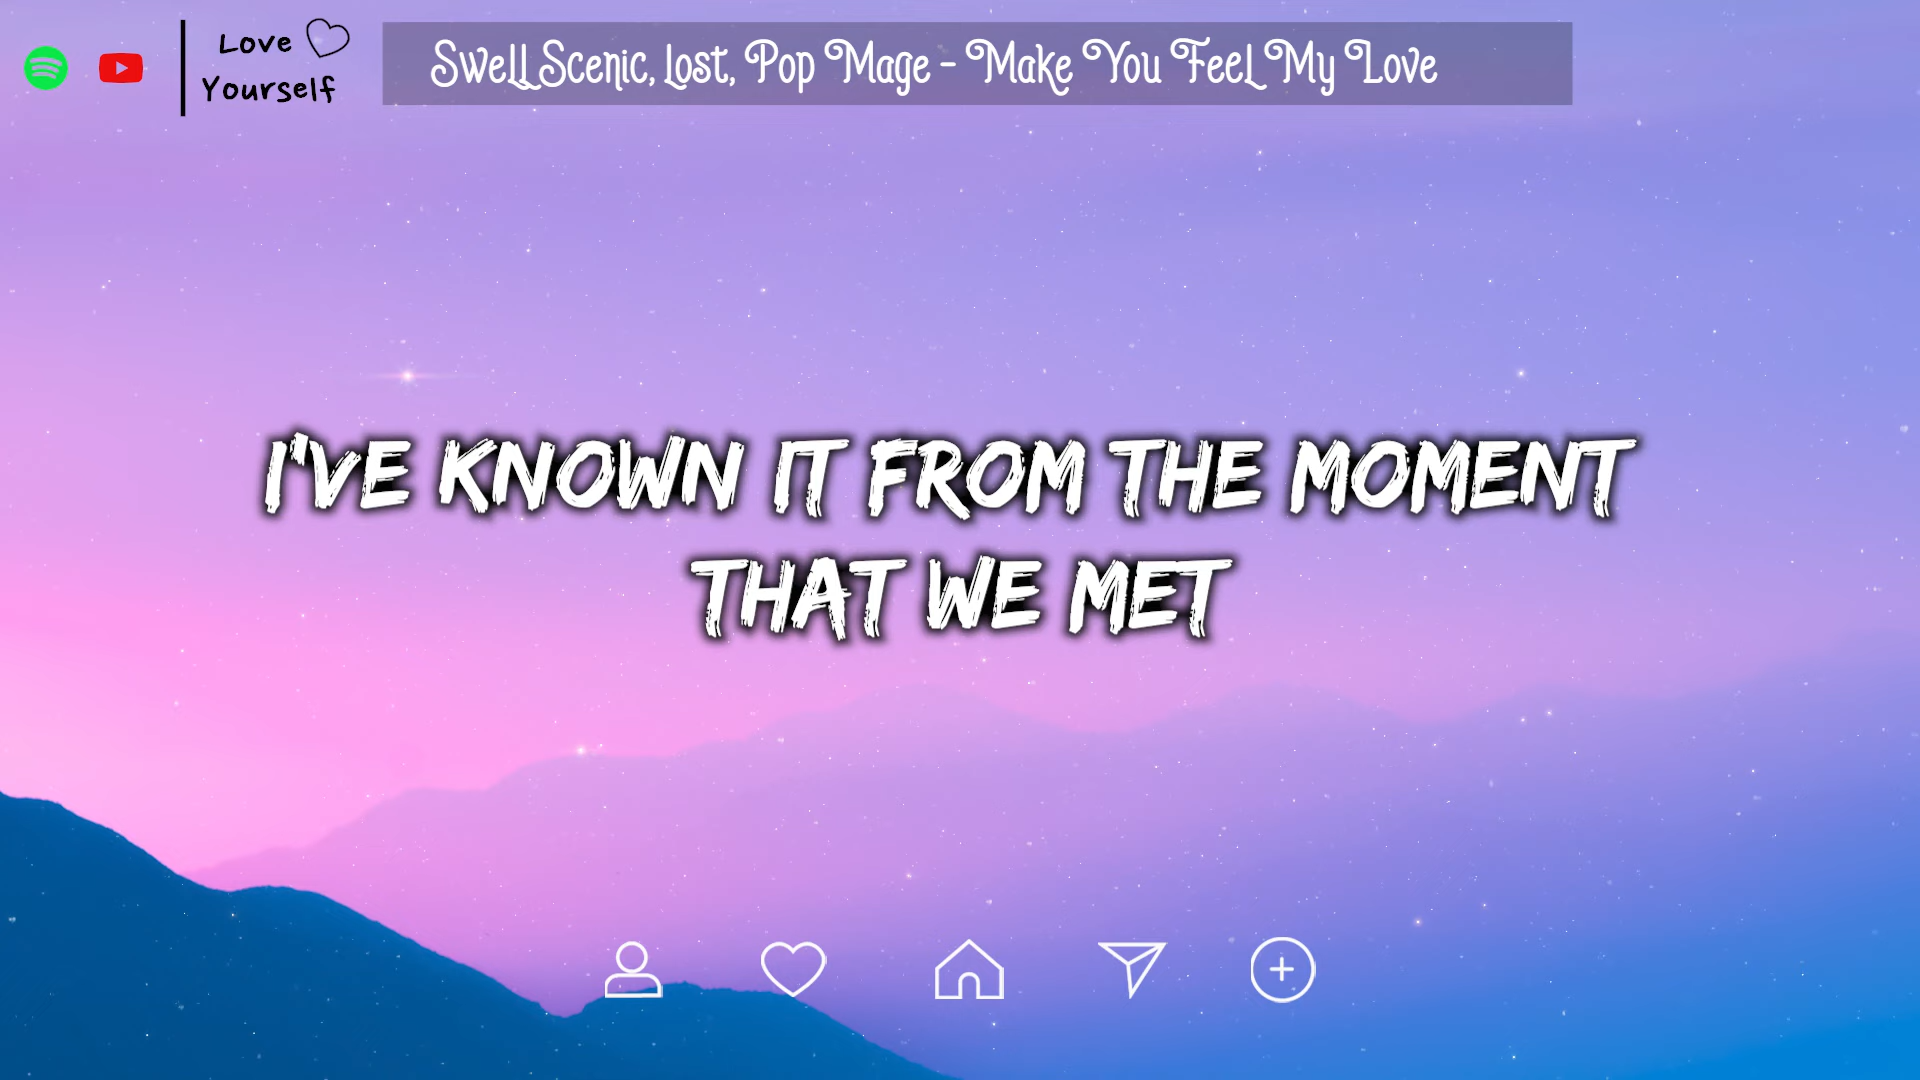 Love
Yourself
Swell Scenic, Lost, Pop Mage - Make You Feel My Love
I'VE KNOWN IT FROM THE MOMENT
THAT WE MET